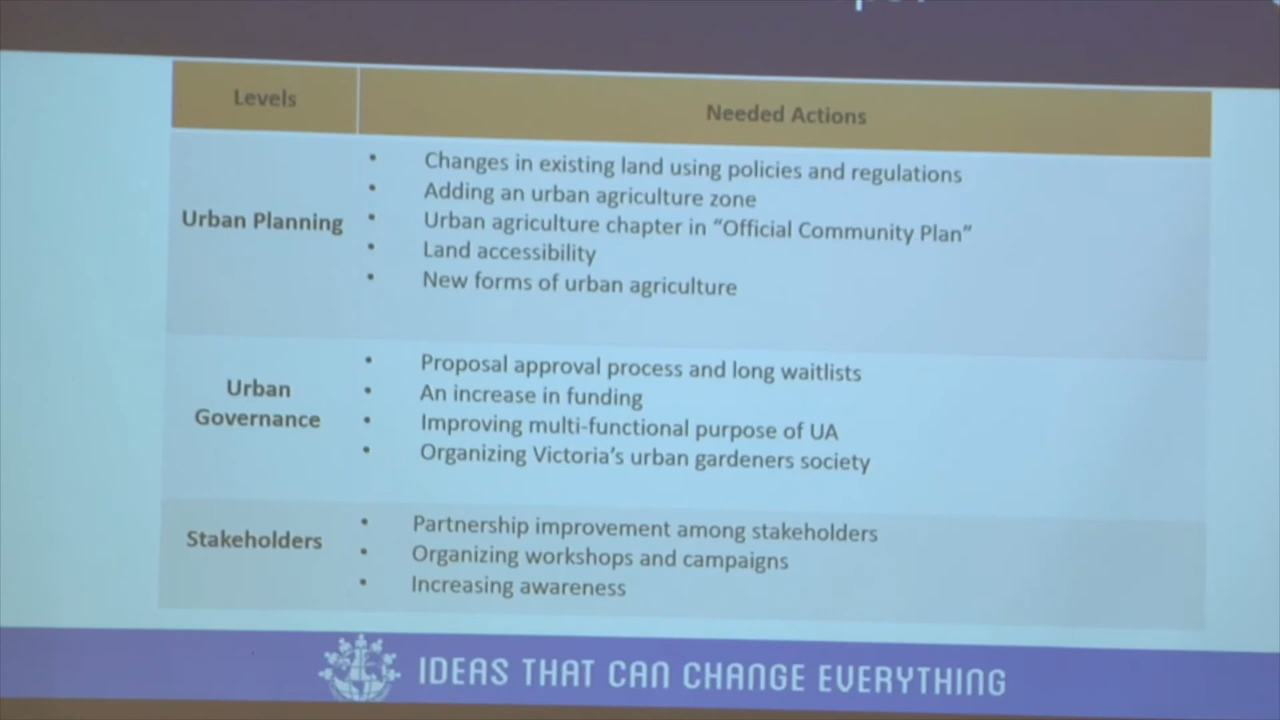 Levels
Needed Actions
Urban Planning
• Changes in existing land using policies and regulations
• Adding an urban agriculture zone
• Urban agriculture chapter in “Official Community Plan”
• Land accessibility
• New forms of urban agriculture
Urban
Governance
• Proposal approval process and long waitlists
• An increase in funding
• Improving multi-functional purpose of UA
• Organizing Victoria’s urban gardeners society
Stakeholders
• Partnership improvement among stakeholders
• Organizing workshops and campaigns
• Increasing awareness
IDEAS THAT CAN CHANGE EVERYTHING